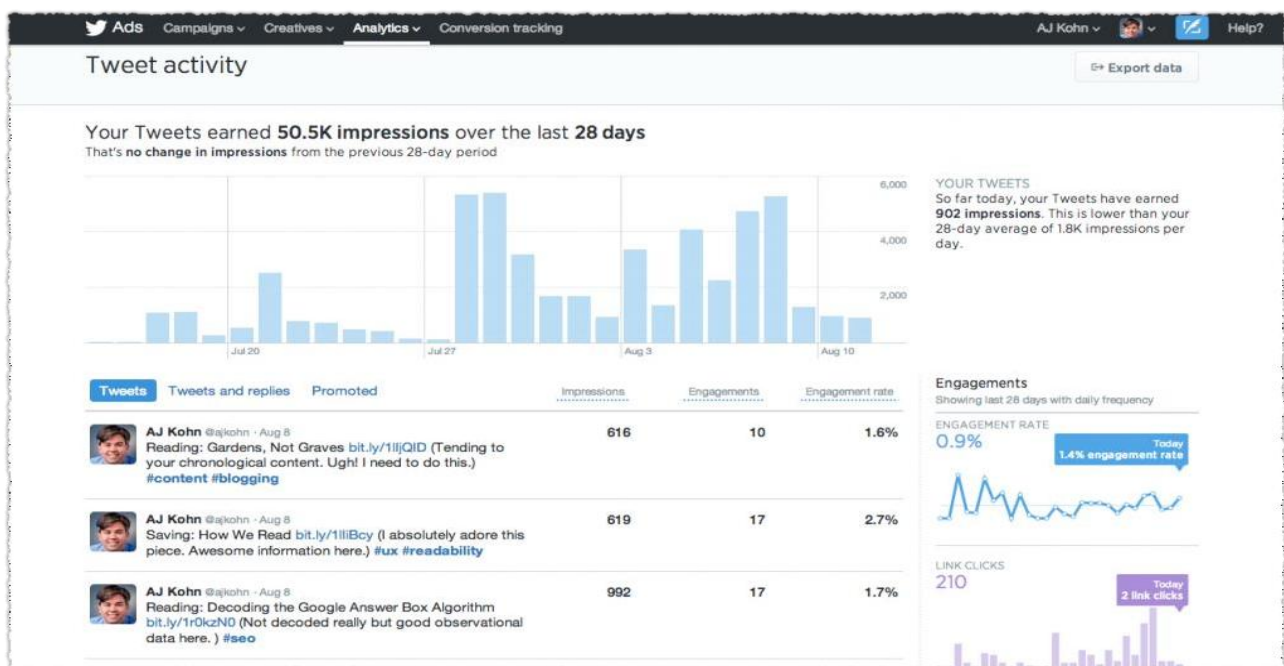 Ads Campaigns Creatives Analytics Conversion tracking AJ Kohn Help?
Tweet activity
Export data
Your Tweets earned 50.5K impressions over the last 28 days
That's no change in impressions from the previous 28-day period
6,000
4,000
2,000
Jul 20 Jul 27 Aug 3 Aug 10
YOUR TWEETS
So far today, your Tweets have earned
902 impressions. This is lower than your
28-day average of 1.8K impressions per
day.
Tweets Tweets and replies Promoted Impressions Engagements Engagement rate
AJ Kohn @ajkohn · Aug 8 616 10 1.6%
Reading: Gardens, Not Graves (Tending to
your chronological content. Ugh! I need to do this.)
#content #blogging
AJ Kohn @ajkohn · Aug 8 619 17 2.7%
Saving: How We Read (I absolutely adore this
piece. Awesome information here.) #ux #readability
AJ Kohn @ajkohn · Aug 8 992 17 1.7%
Reading: Decoding the Google Answer Box Algorithm
bit.ly/1r0kzN0 (Not decoded really but good observational
data here. ) #seo
Engagements
Showing last 28 days with daily frequency
ENGAGEMENT RATE
0.9%
Today
1.4% engagement rate
LINK CLICKS
210
Today
2 link clicks